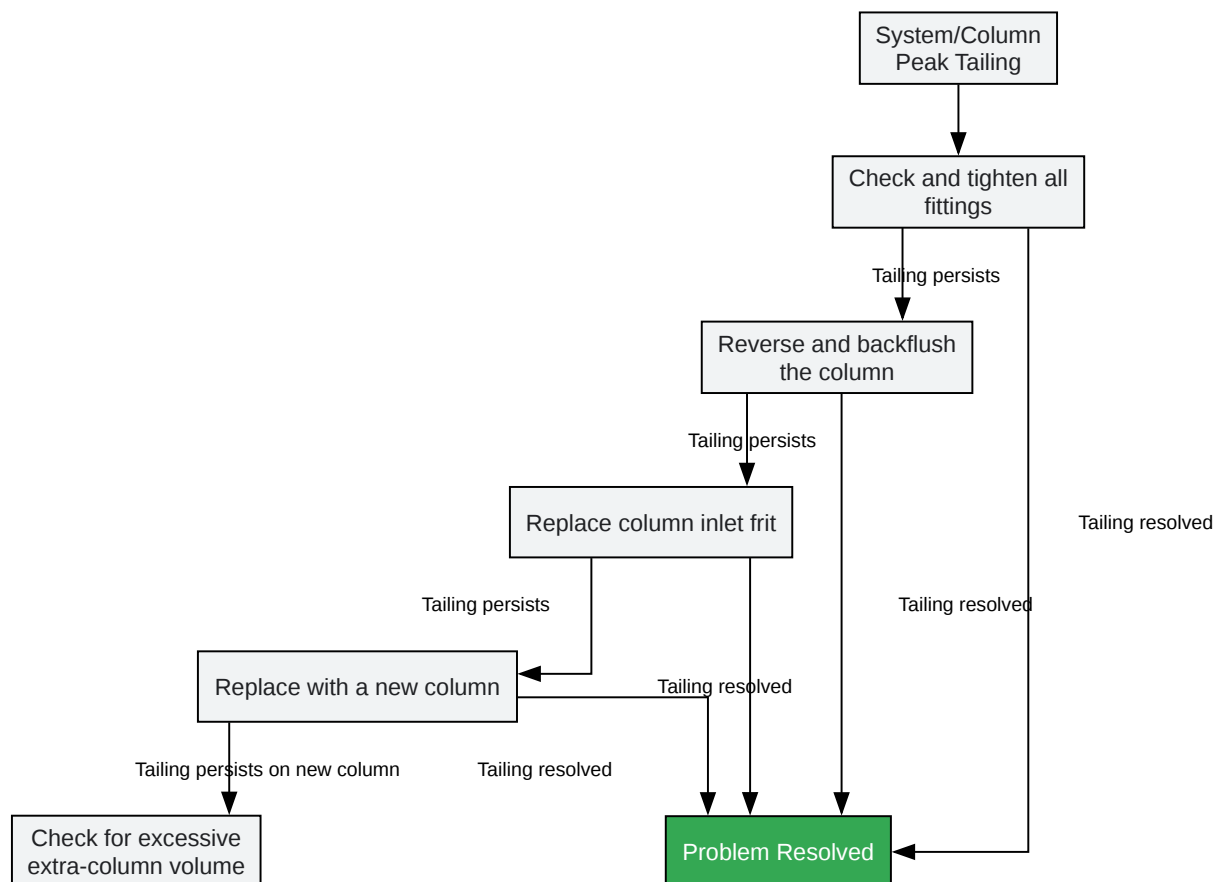 System/Column
Peak Tailing
Check and tighten all
fittings
Tailing persists
Reverse and backflush
the column
Tailing persists
Replace column inlet frit
Tailing resolved
Tailing persists
Tailing resolved
Replace with a new column
Tailing resolved
Tailing persists on new column
Tailing resolved
Check for excessive
extra-column volume
Problem Resolved